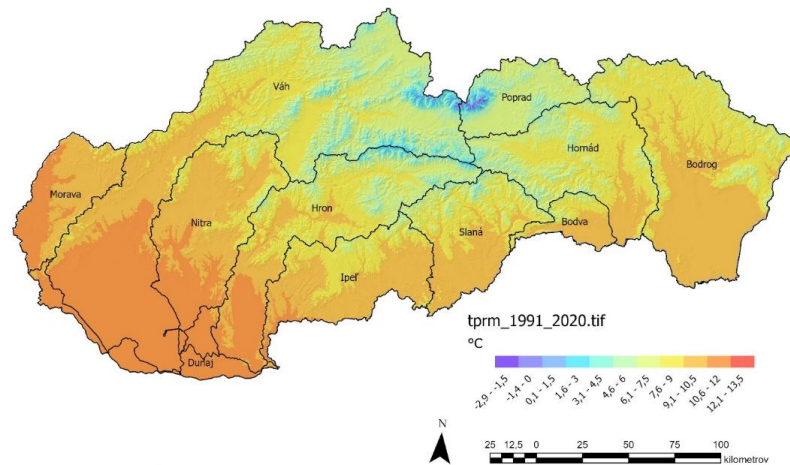 Váh
Poprad
Hornád
Bodrog
Morava
Nitra
Hron
Slaná
Bodva
Ipeľ
Dunaj
tprm_1991_2020.tif
°C
-2,9 - -1,5
-1,4 - 0
0,1 - 1,5
1,6 - 3
3,1 - 4,5
4,6 - 6
6,1 - 7,5
7,6 - 9
9,1 - 10,5
10,6 - 12
12,1 - 13,5
N
25 12,5 0 25 50 75 100
kilometrov